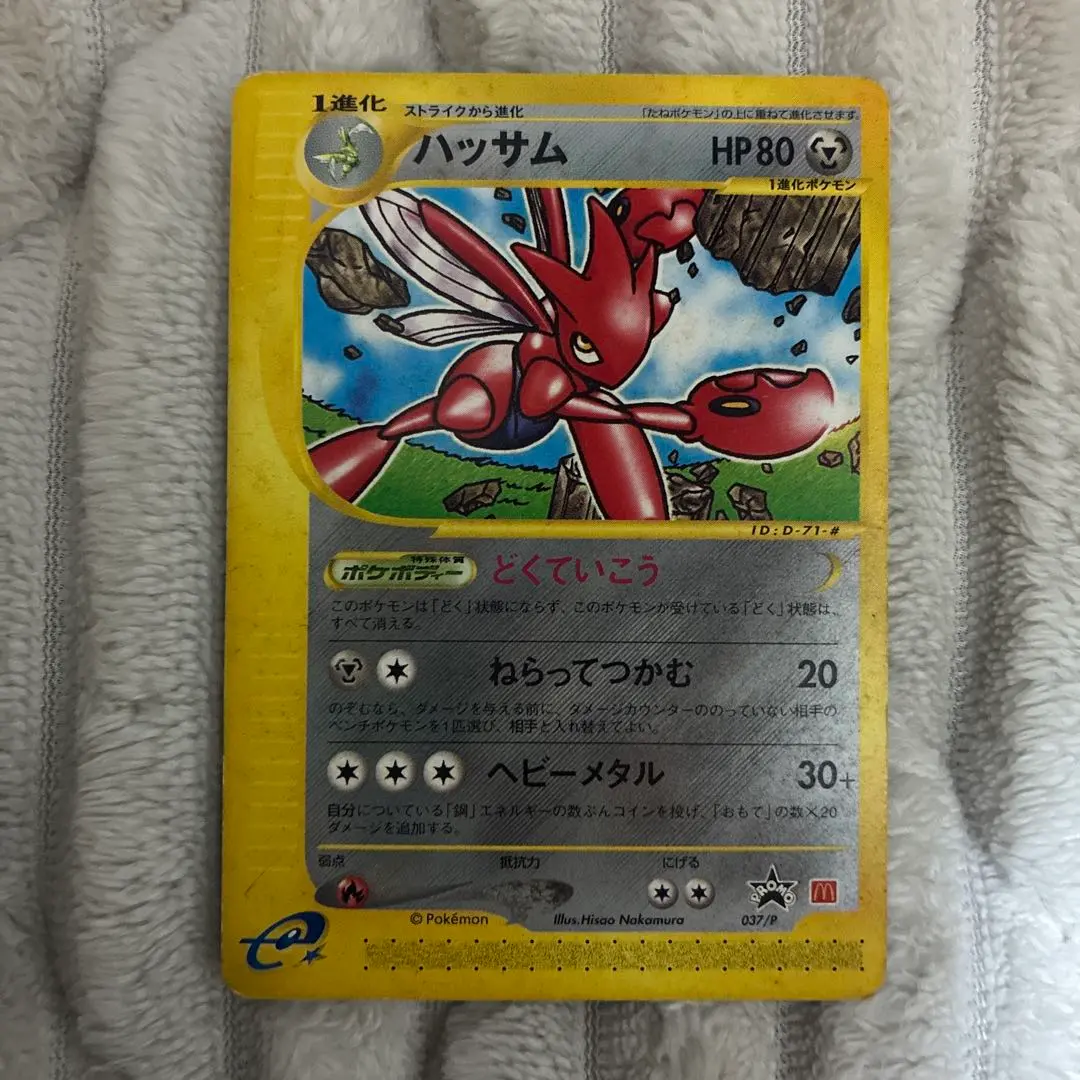 1進化
ストライクから進化
「たねポケモン」の上に重ねて進化させます。
ハッサム
HP80
1進化ポケモン
ID:D-71-#
特殊体質
ポケボディー
どくていこう
このポケモンは「どく」状態にならず、このポケモンが受けている「どく」状態は、
すべて消える。
ねらってつかむ
20
のぞむなら、ダメージを与える前に、ダメージカウンターののっていない相手の
ベンチポケモンを1匹選び、相手と入れ替えてよい。
ヘビーメタル
30+
自分についている「鋼」エネルギーの数ぶんコインを投げ、「おもて」の数×20
ダメージを追加する。
弱点
抵抗力
にげる
PROMO
© Pokémon
Illus.Hisao Nakamura
037/P
e